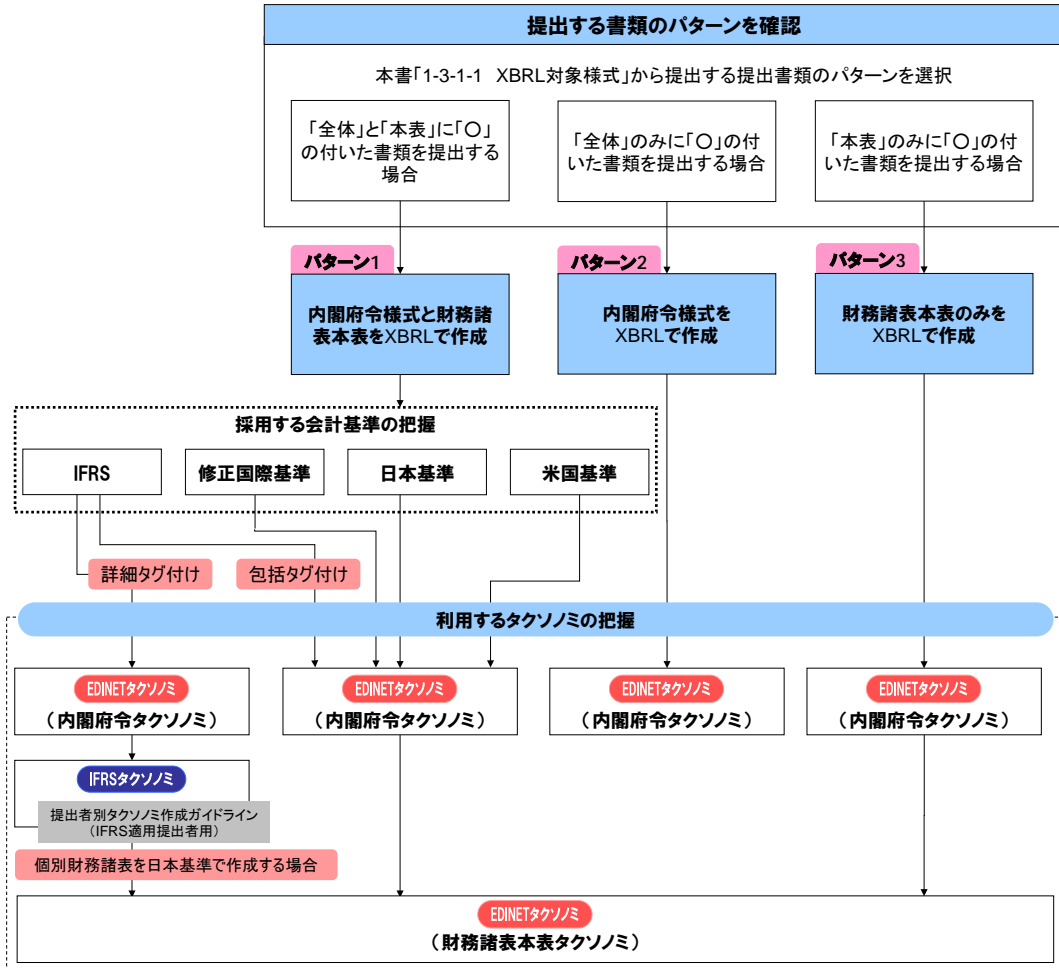 提出する書類のパターンを確認
本書「1-3-1-1 XBRL対象様式」から提出する提出書類のパターンを選択
「全体」と「本表」に「○」
の付いた書類を提出する
場合
「全体」のみに「○」の付
いた書類を提出する場合
「本表」のみに「○」の付
いた書類を提出する場合
パターン1
パターン2
パターン3
内閣府令様式と財務諸
表本表をXBRLで作成
内閣府令様式を
XBRLで作成
財務諸表本表のみを
XBRLで作成
採用する会計基準の把握
IFRS
修正国際基準
日本基準
米国基準
詳細タグ付け
包括タグ付け
利用するタクソノミの把握
EDINETタクソノミ
（内閣府令タクソノミ）
EDINETタクソノミ
（内閣府令タクソノミ）
EDINETタクソノミ
（内閣府令タクソノミ）
EDINETタクソノミ
（内閣府令タクソノミ）
IFRSタクソノミ
提出者別タクソノミ作成ガイドライン
（IFRS適用提出者用）
個別財務諸表を日本基準で作成する場合
EDINETタクソノミ
（財務諸表本表タクソノミ）